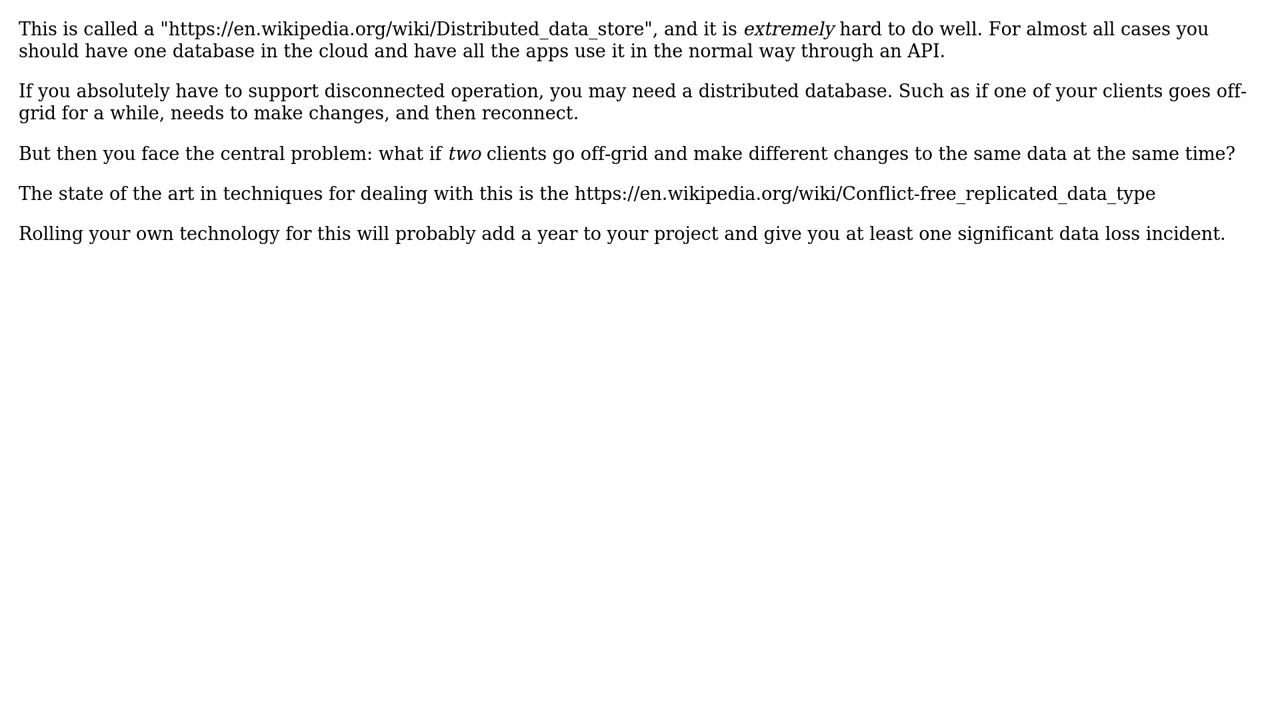 This is called a "https://en.wikipedia.org/wiki/Distributed_data_store", and it is extremely hard to do well. For almost all cases you
should have one database in the cloud and have all the apps use it in the normal way through an API.
If you absolutely have to support disconnected operation, you may need a distributed database. Such as if one of your clients goes off-
grid for a while, needs to make changes, and then reconnect.
But then you face the central problem: what if two clients go off-grid and make different changes to the same data at the same time?
The state of the art in techniques for dealing with this is the https://en.wikipedia.org/wiki/Conflict-free_replicated_data_type
Rolling your own technology for this will probably add a year to your project and give you at least one significant data loss incident.